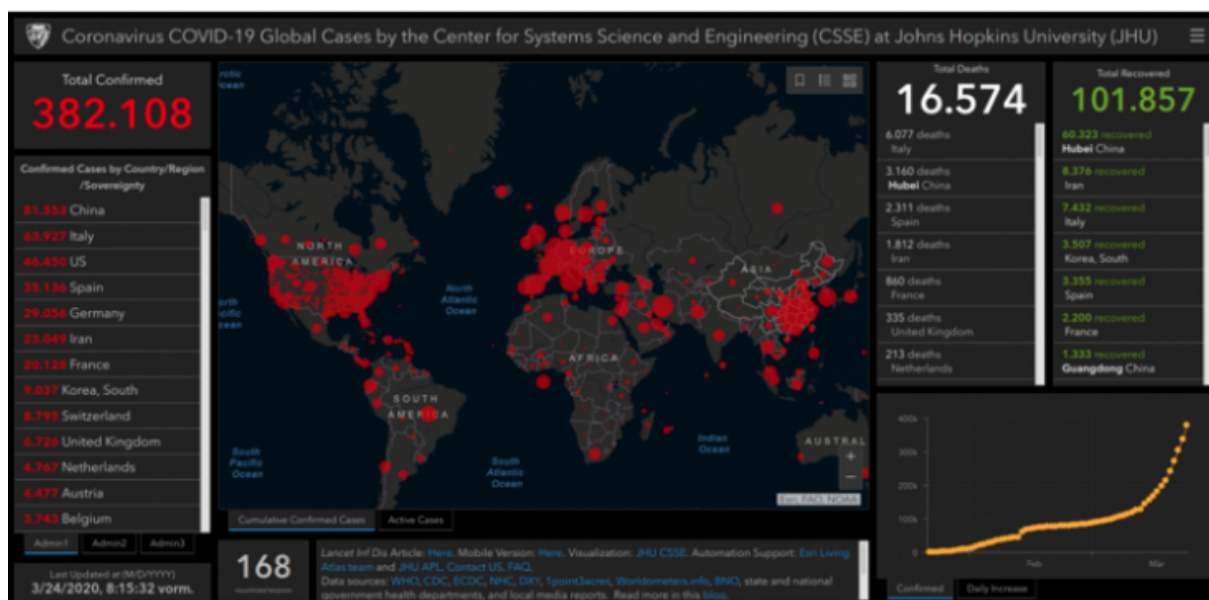 Coronavirus COVID-19 Global Cases by the Center for Systems Science and Engineering (CSSE) at Johns Hopkins University (JHU)
Total Confirmed
382.108
Confirmed Cases by Country/Region
/Sovereignty
81.553 China
63.927 Italy
46.450 US
35.136 Spain
29.056 Germany
23.049 Iran
20.128 France
9.037 Korea, South
8.795 Switzerland
6.726 United Kingdom
4.767 Netherlands
4.477 Austria
3.743 Belgium
Admin1
Admin2
Admin3
Last Updated at (M/D/YYYY)
3/24/2020, 8:15:32 vorm.
NORTH
AMERICA
North
Atlantic
Ocean
EUROPE
ASIA
AFRICA
SOUTH
AMERICA
South
Pacific
Ocean
South
Atlantic
Ocean
Indian
Ocean
AUSTRAL
+
−
Esri, FAO, NOAA
Cumulative Confirmed Cases
Active Cases
168
Lancet Inf Dis Article: Here. Mobile Version: Here. Visualization: JHU CSSE. Automation Support: Esri Living
Atlas team and JHU APL. Contact US. FAQ.
Data sources: WHO, CDC, ECDC, NHC, DXY, 1point3acres, Worldometers.info, BNO, state and national
government health departments, and local media reports. Read more in this blog.
Total Deaths
16.574
6.077 deaths
Italy
3.160 deaths
Hubei China
2.311 deaths
Spain
1.812 deaths
Iran
860 deaths
France
335 deaths
United Kingdom
213 deaths
Netherlands
Total Recovered
101.857
60.323 recovered
Hubei China
8.376 recovered
Iran
7.432 recovered
Italy
3.507 recovered
Korea, South
3.355 recovered
Spain
2.200 recovered
France
1.333 recovered
Guangdong China
400k
300k
200k
100k
0
Feb
Mär
Confirmed
Daily Increase